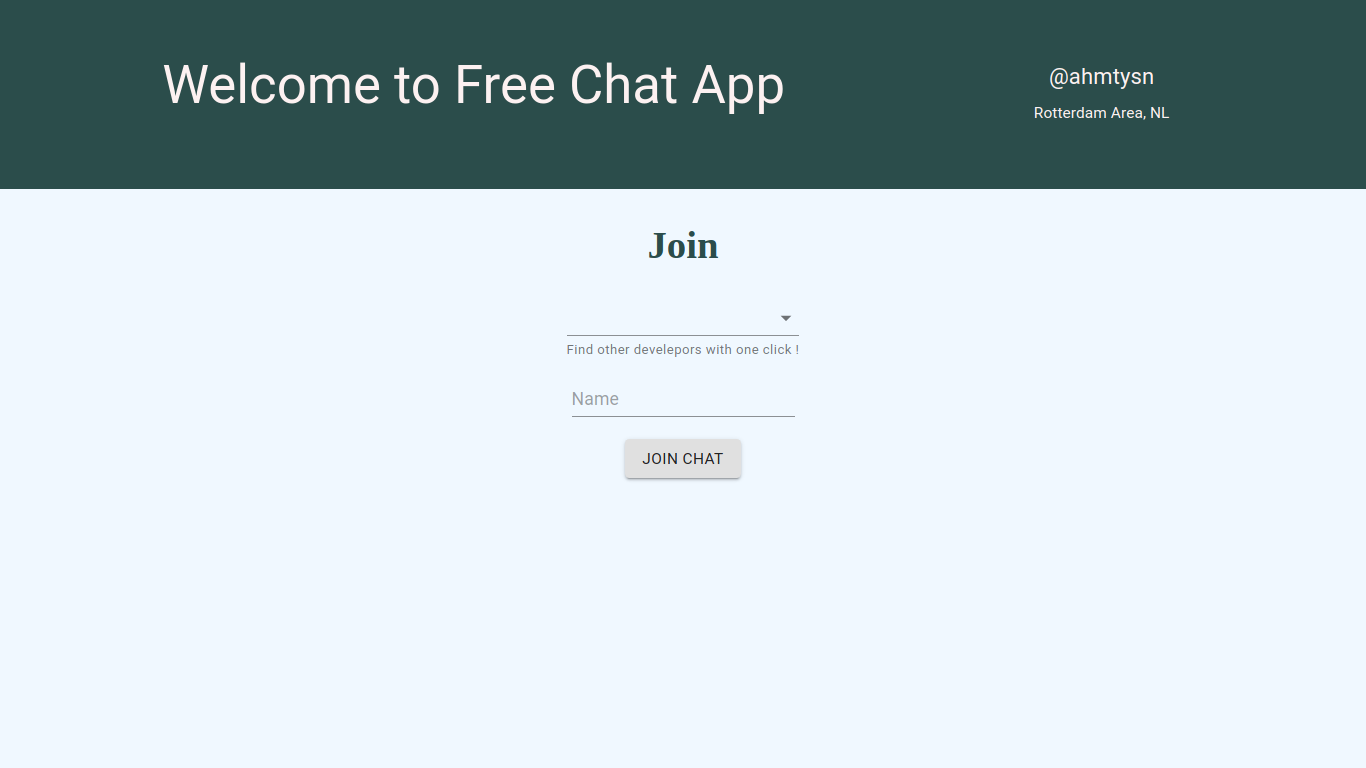 Welcome to Free Chat App
@ahmtysn
Rotterdam Area, NL
Join
Find other develepors with one click !
Name
JOIN CHAT